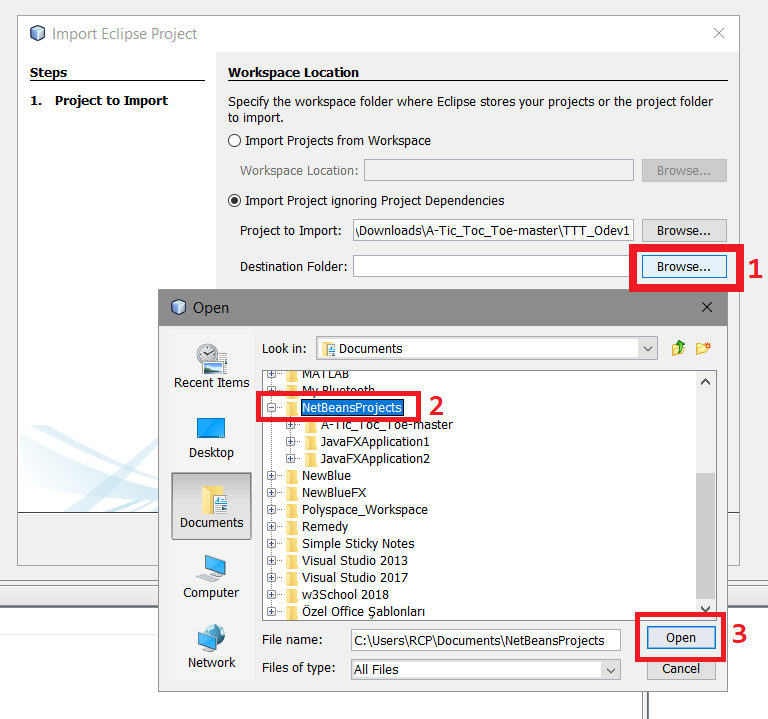 Import Eclipse Project
Steps
1. Project to Import
Workspace Location
Specify the workspace folder where Eclipse stores your projects or the project folder
to import.
Import Projects from Workspace
Workspace Location:
Browse...
Import Project ignoring Project Dependencies
Project to Import:
\Downloads\A-Tic_Toc_Toe-master\TTT_Odev1
Browse...
Destination Folder:
Browse...
1
Open
Look in:
Documents
Recent Items
Desktop
Documents
Computer
Network
MATLAB
My Bluetooth
NetBeansProjects
2
A-Tic_Toc_Toe-master
JavaFXApplication1
JavaFXApplication2
NewBlue
NewBlueFX
Polyspace_Workspace
Remedy
Simple Sticky Notes
Visual Studio 2013
Visual Studio 2017
w3School 2018
Özel Office Şablonları
File name:
C:\Users\RCP\Documents\NetBeansProjects
Open
3
Files of type:
All Files
Cancel